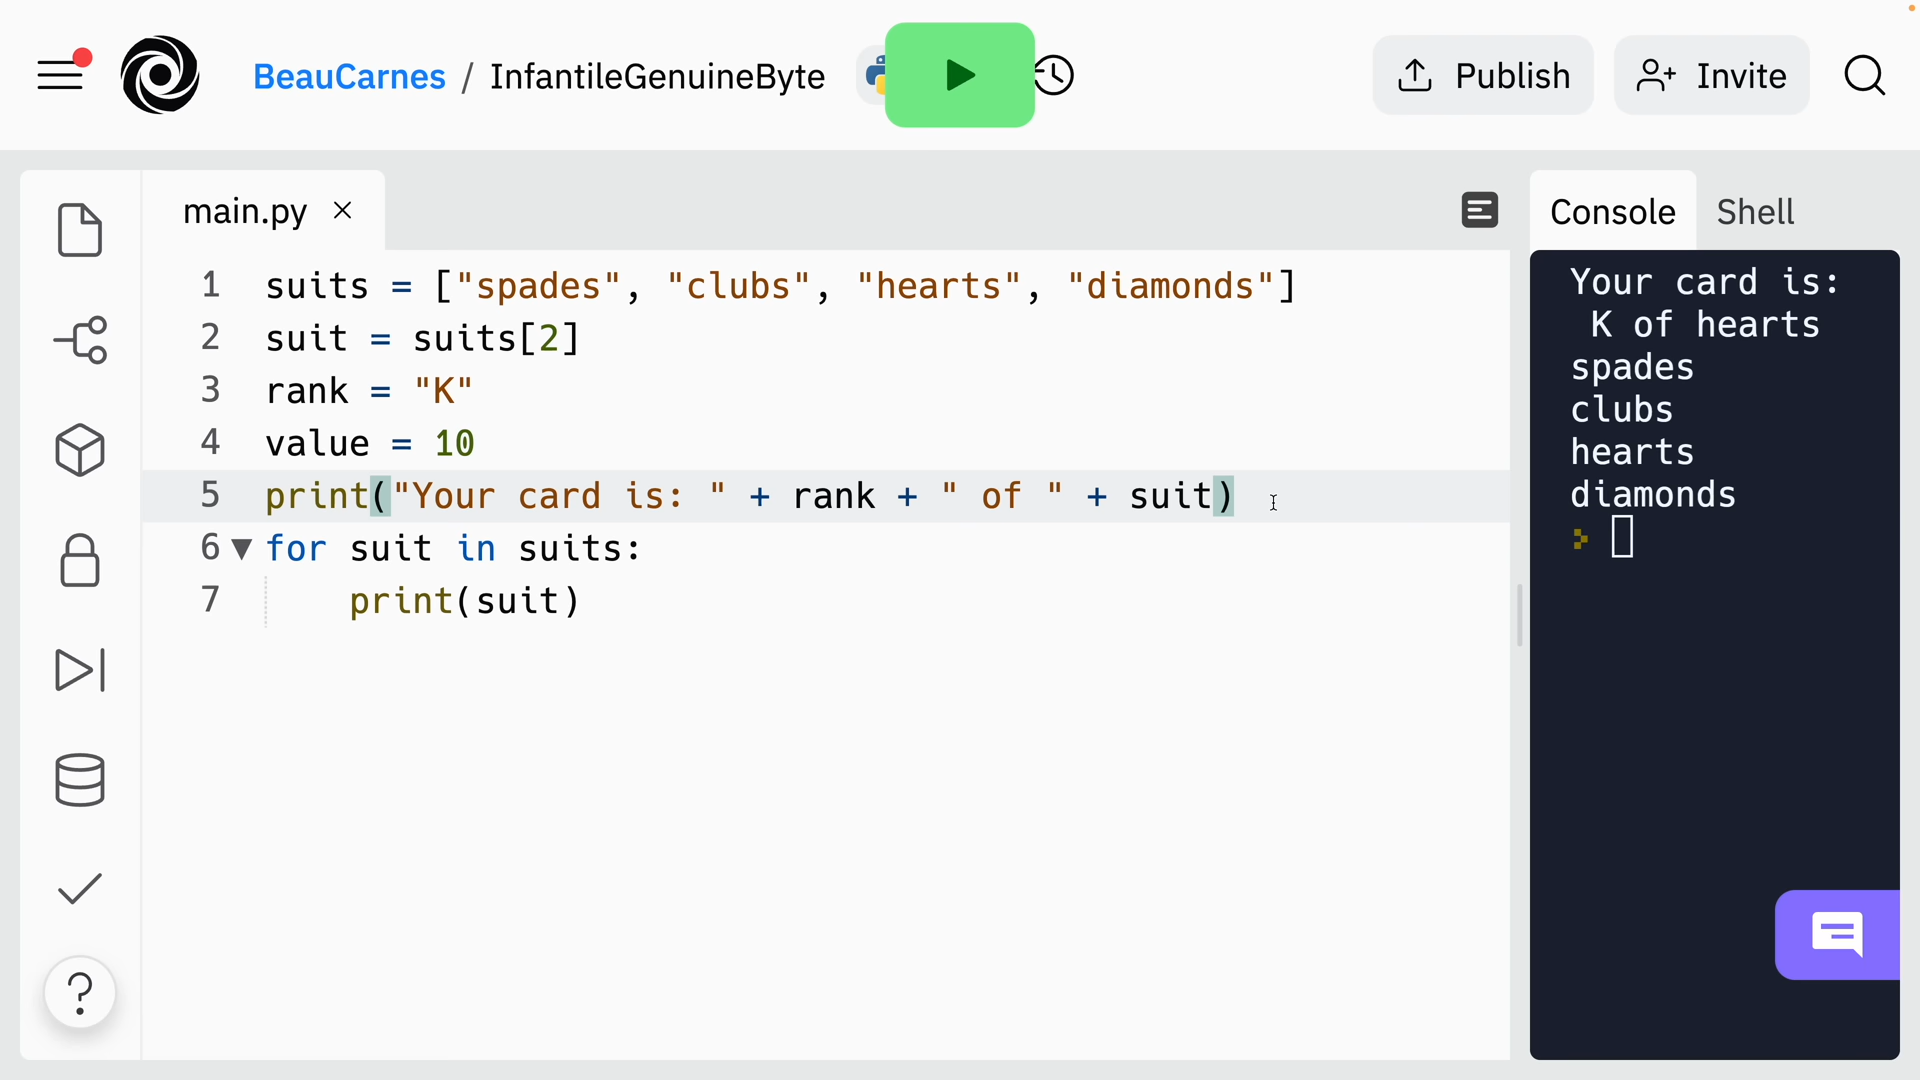 BeauCarnes / InfantileGenuineByte
Publish
Invite
main.py
Console
Shell
1 suits = ["spades", "clubs", "hearts", "diamonds"]
2 suit = suits[2]
3 rank = "K"
4 value = 10
5 print("Your card is: " + rank + " of " + suit)
6 for suit in suits:
7     print(suit)
Your card is:
 K of hearts
spades
clubs
hearts
diamonds
?